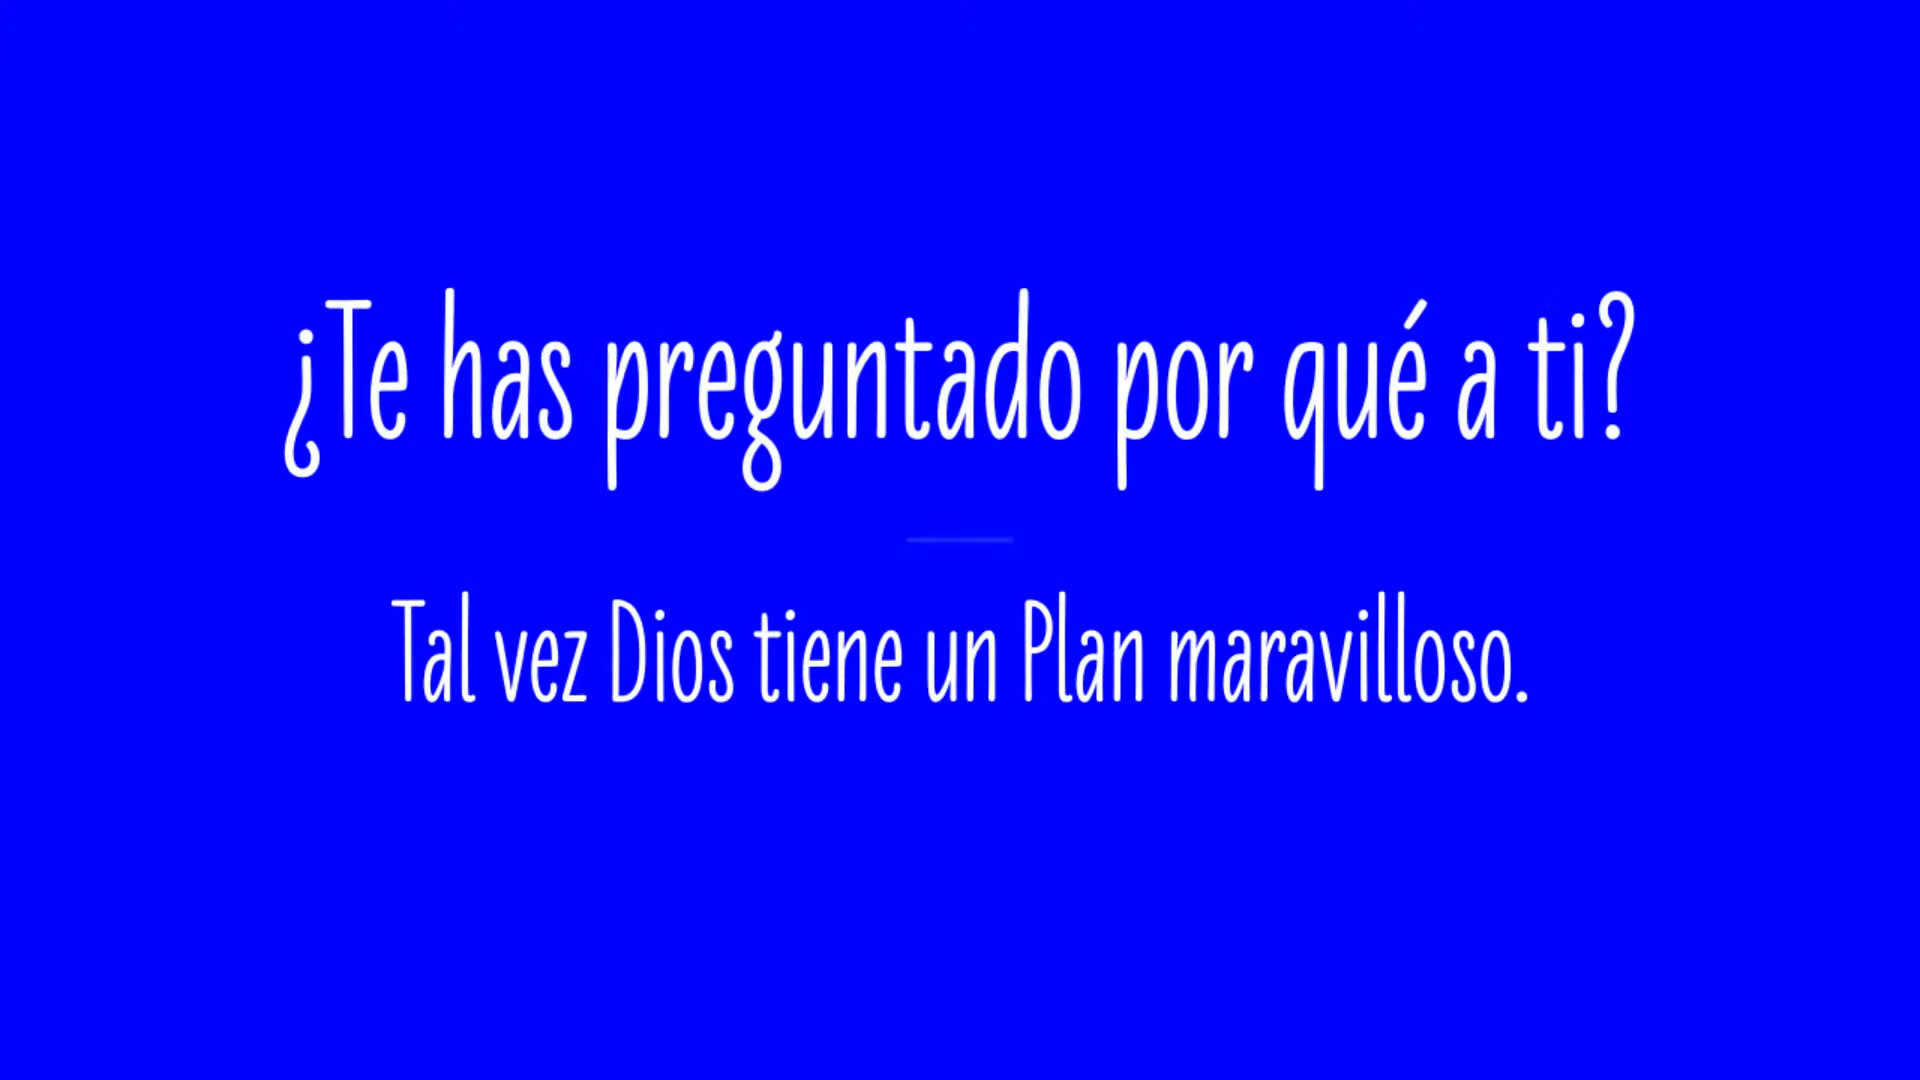 ¿Te has preguntado por qué a ti?
Tal vez Dios tiene un Plan maravilloso.